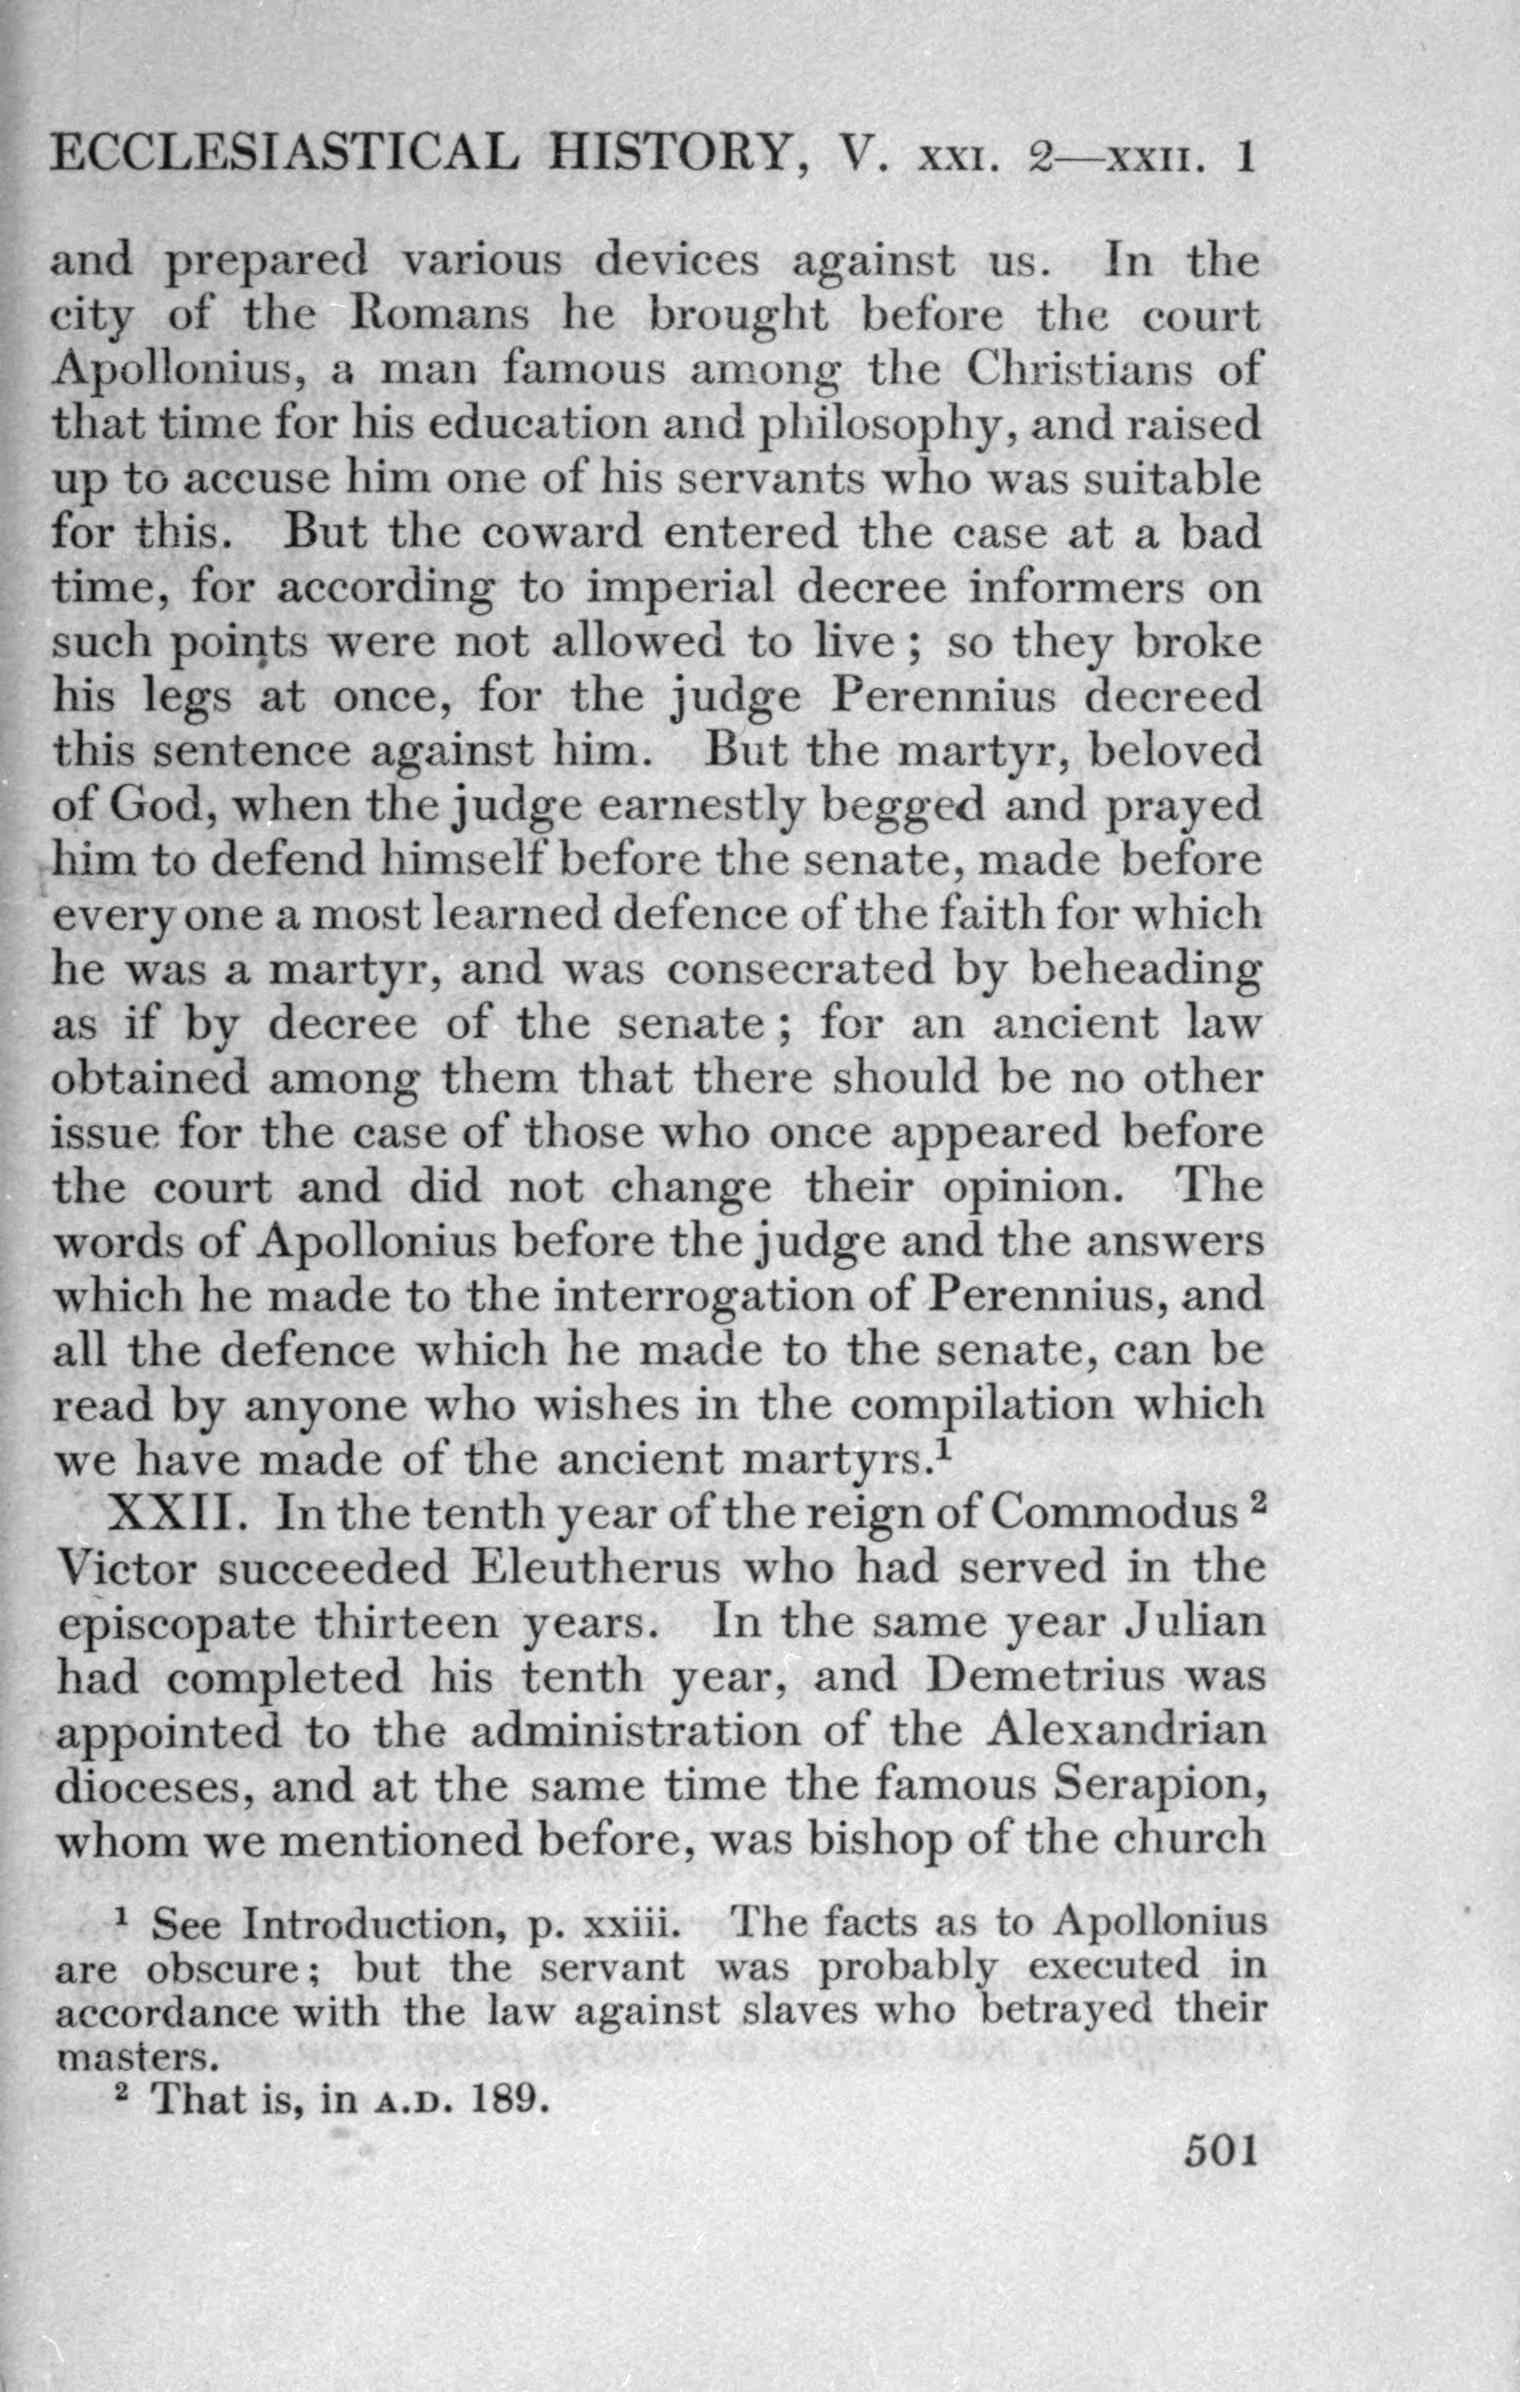 ECCLESIASTICAL HISTORY, V. XXI. 2—XXII. 1
and prepared various devices against us. In the
city of the Romans he brought before the court
Apollonius, a man famous among the Christians of
that time for his education and philosophy, and raised
up to accuse him one of his servants who was suitable
for this. But the coward entered the case at a bad
time, for according to imperial decree informers on
such points were not allowed to live; so they broke
his legs at once, for the judge Perennius decreed
this sentence against him. But the martyr, beloved
of God, when the judge earnestly begged and prayed
him to defend himself before the senate, made before
everyone a most learned defence of the faith for which
he was a martyr, and was consecrated by beheading
as if by decree of the senate; for an ancient law
obtained among them that there should be no other
issue for the case of those who once appeared before
the court and did not change their opinion. The
words of Apollonius before the judge and the answers
which he made to the interrogation of Perennius, and
all the defence which he made to the senate, can be
read by anyone who wishes in the compilation which
we have made of the ancient martyrs.¹
XXII. In the tenth year of the reign of Commodus ²
Victor succeeded Eleutherus who had served in the
episcopate thirteen years. In the same year Julian
had completed his tenth year, and Demetrius was
appointed to the administration of the Alexandrian
dioceses, and at the same time the famous Serapion,
whom we mentioned before, was bishop of the church
¹ See Introduction, p. xxiii. The facts as to Apollonius
are obscure; but the servant was probably executed in
accordance with the law against slaves who betrayed their
masters.
² That is, in A.D. 189.
501